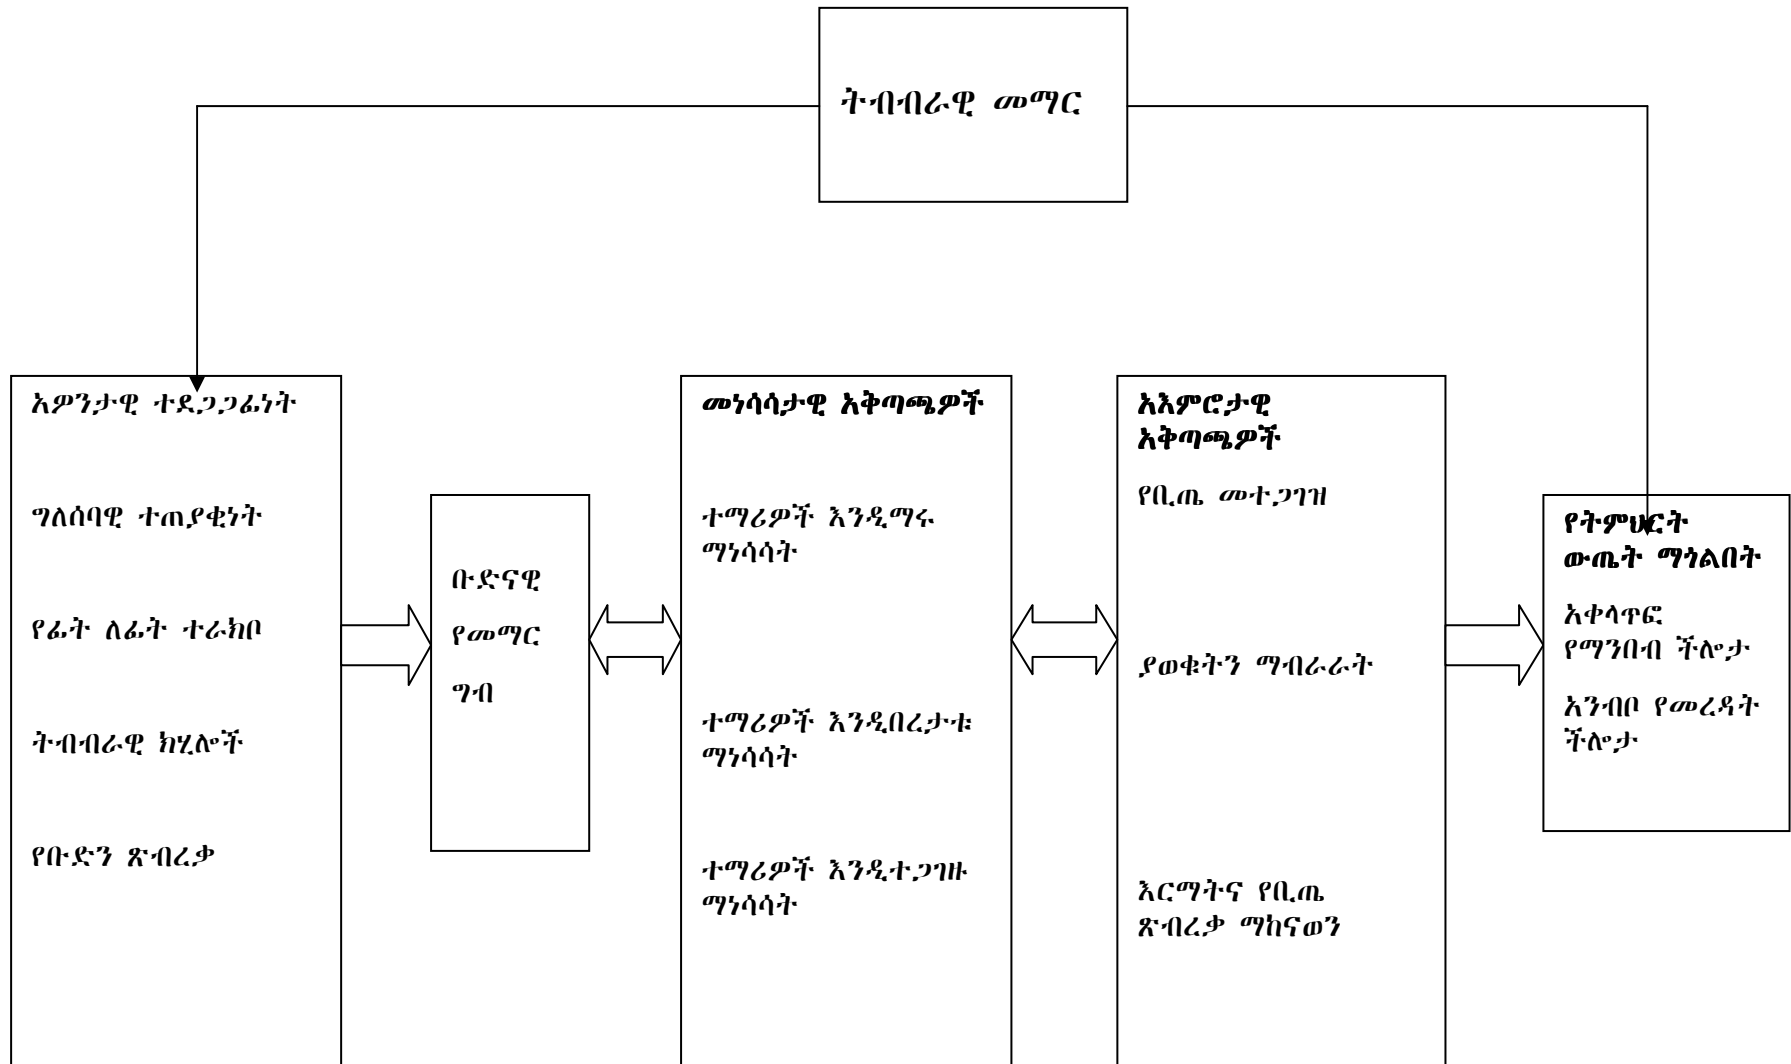 ትብብራዊ መማር
አዎንታዊ ተደጋጋፊነት
ግለሰባዊ ተጠያቂነት
የፊት ለፊት ተራክቦ
ትብብራዊ ክሂሎች
የቡድን ጽብረቃ
ቡድናዊ
የመማር
ግብ
መነሳሳታዊ አቅጣጫዎች
ተማሪዎች እንዲማሩ
ማነሳሳት
ተማሪዎች እንዲበረታቱ
ማነሳሳት
ተማሪዎች እንዲተጋገዙ
ማነሳሳት
አእምሮታዊ
አቅጣጫዎች
የቢጤ መተጋገዝ
ያወቁትን ማብራራት
እርማትና የቢጤ
ጽብረቃ ማከናወን
የትምህርት
ውጤት ማጎልበት
አቀላጥፎ
የማንበብ ችሎታ
አንብቦ የመረዳት
ችሎታ